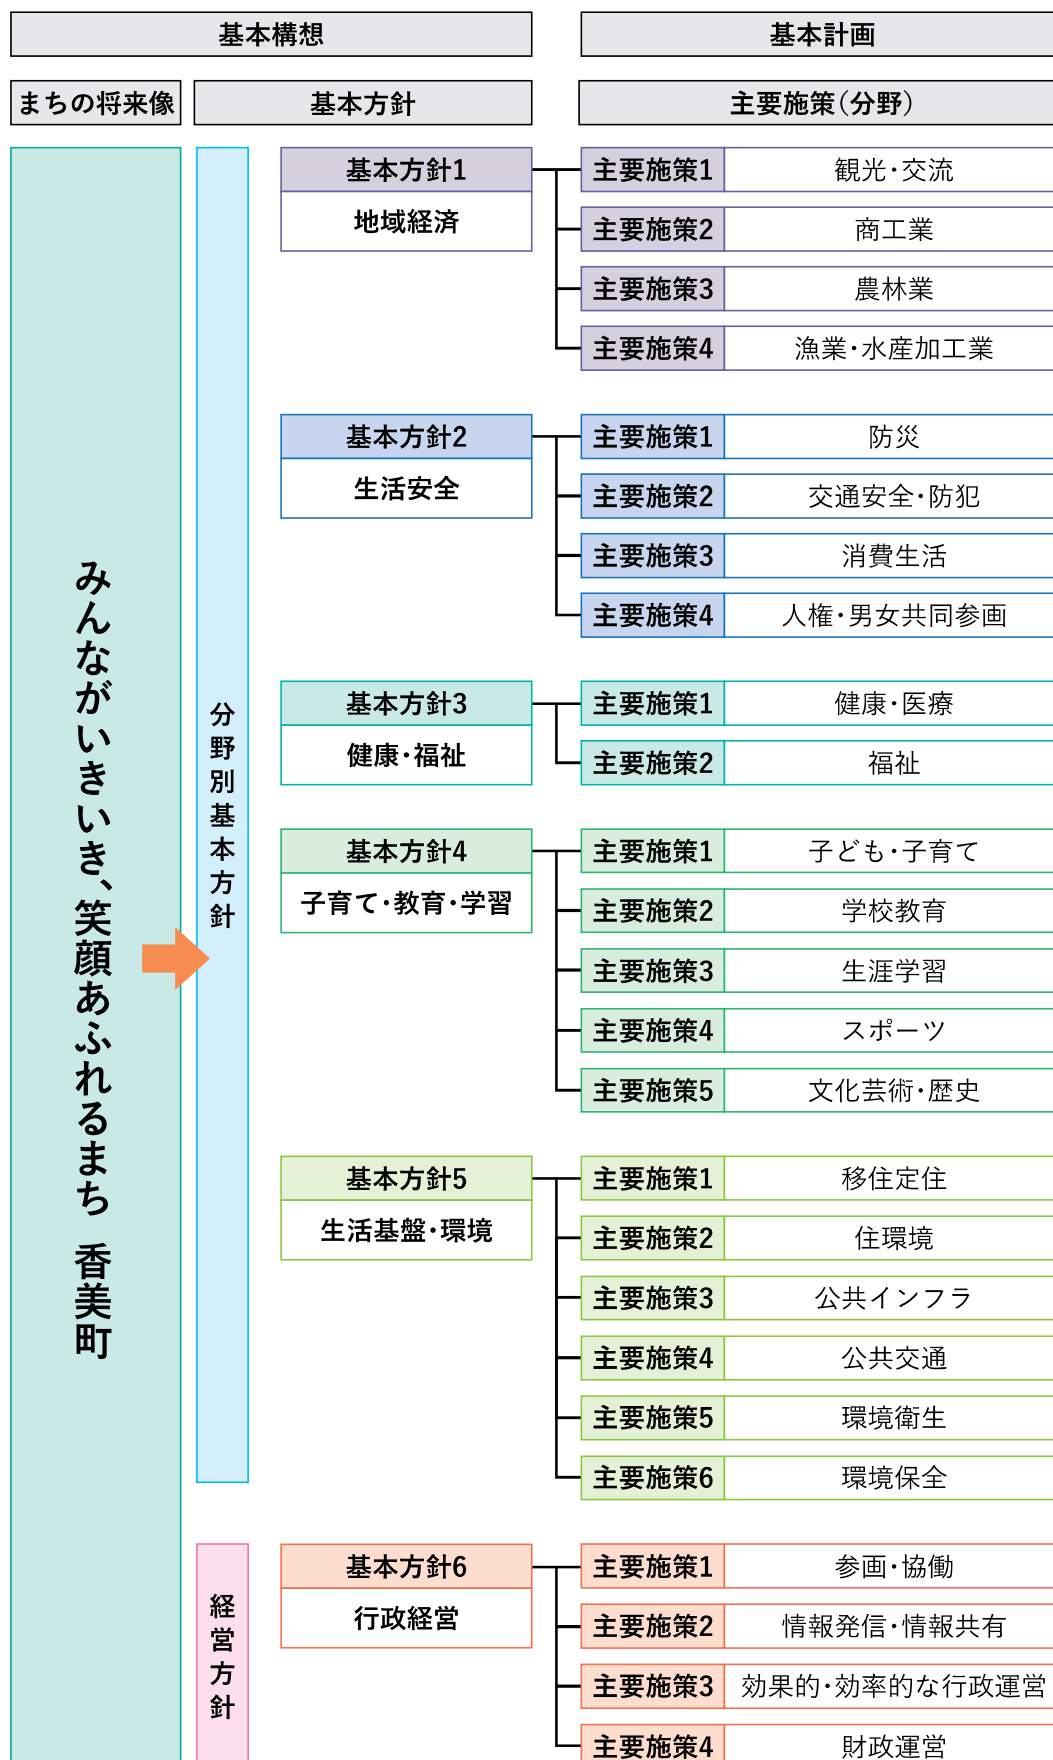 基本構想
基本計画
まちの将来像
基本方針
主要施策（分野）
みんながいきいき、笑顔あふれるまち 香美町
分野別基本方針
基本方針1
地域経済
主要施策1 観光・交流
主要施策2 商工業
主要施策3 農林業
主要施策4 漁業・水産加工業
基本方針2
生活安全
主要施策1 防災
主要施策2 交通安全・防犯
主要施策3 消費生活
主要施策4 人権・男女共同参画
基本方針3
健康・福祉
主要施策1 健康・医療
主要施策2 福祉
基本方針4
子育て・教育・学習
主要施策1 子ども・子育て
主要施策2 学校教育
主要施策3 生涯学習
主要施策4 スポーツ
主要施策5 文化芸術・歴史
基本方針5
生活基盤・環境
主要施策1 移住定住
主要施策2 住環境
主要施策3 公共インフラ
主要施策4 公共交通
主要施策5 環境衛生
主要施策6 環境保全
経営方針
基本方針6
行政経営
主要施策1 参画・協働
主要施策2 情報発信・情報共有
主要施策3 効果的・効率的な行政運営
主要施策4 財政運営